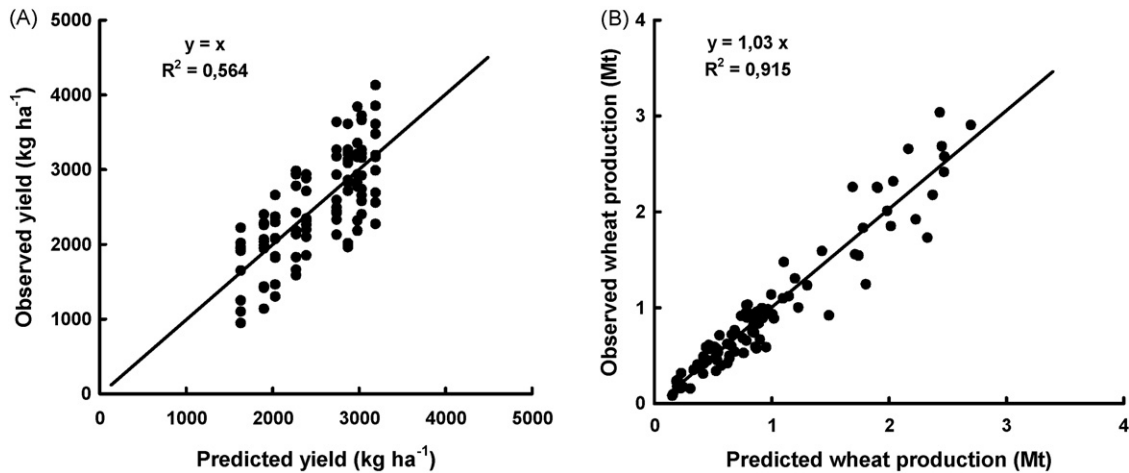 (A)
y = x
R² = 0,564
Observed yield (kg ha⁻¹)
5000
4000
3000
2000
1000
0
0 1000 2000 3000 4000 5000
Predicted yield (kg ha⁻¹)
(B)
y = 1,03 x
R² = 0,915
Observed wheat production (Mt)
4
3
2
1
0
0 1 2 3 4
Predicted wheat production (Mt)